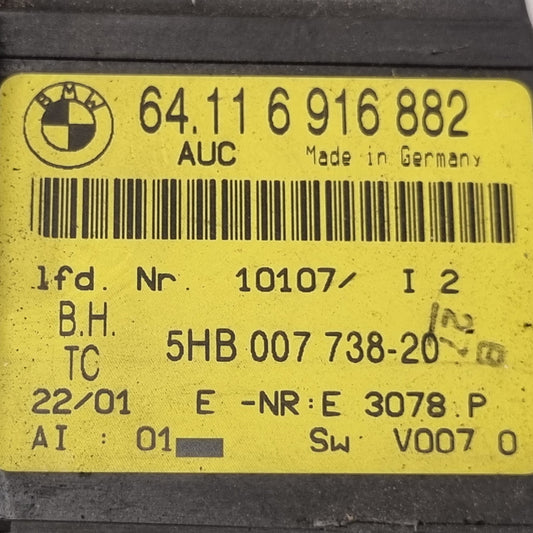 BMW
64.11 6 916 882
AUC Made in Germany
lfd. Nr. 10107/ I 2
B.H.
TC 5HB 007 738-20
22/01 E -NR:E 3078.P
AI : 01 Sw V007 0